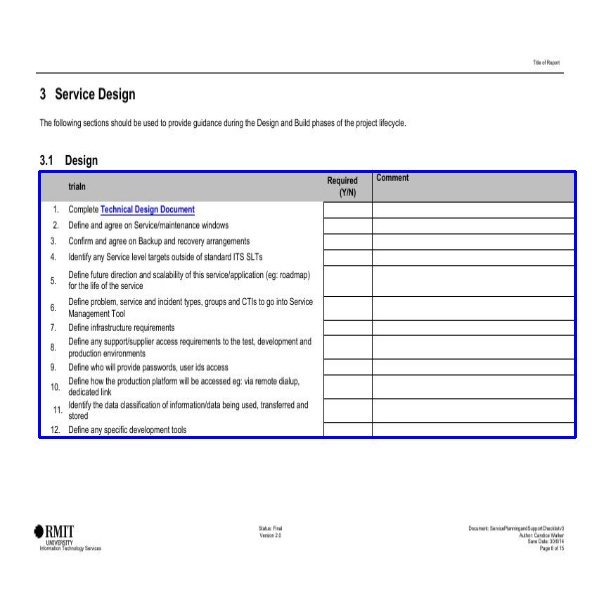 Title of Report
3 Service Design
The following sections should be used to provide guidance during the Design and Build phases of the project lifecycle.
3.1 Design
triain Required Comment
(Y/N)
1. Complete Technical Design Document
2. Define and agree on Service/maintenance windows
3. Confirm and agree on Backup and recovery arrangements
4. Identify any Service level targets outside of standard ITS SLTs
5. Define future direction and scalability of this service/application (eg: roadmap)
for the life of the service
6. Define problem, service and incident types, groups and CTIs to go into Service
Management Tool
7. Define infrastructure requirements
8. Define any support/supplier access requirements to the test, development and
production environments
9. Define who will provide passwords, user ids access
10. Define how the production platform will be accessed eg: via remote dialup,
dedicated link
11. Identify the data classification of information/data being used, transferred and
stored
12. Define any specific development tools
RMIT
UNIVERSITY
Information Technology Services
Status: Final
Version 2.0
Document: ServicePlanningandSupportChecklistv3
Author: Candice Walker
Save Date: 30/8/14
Page 6 of 15